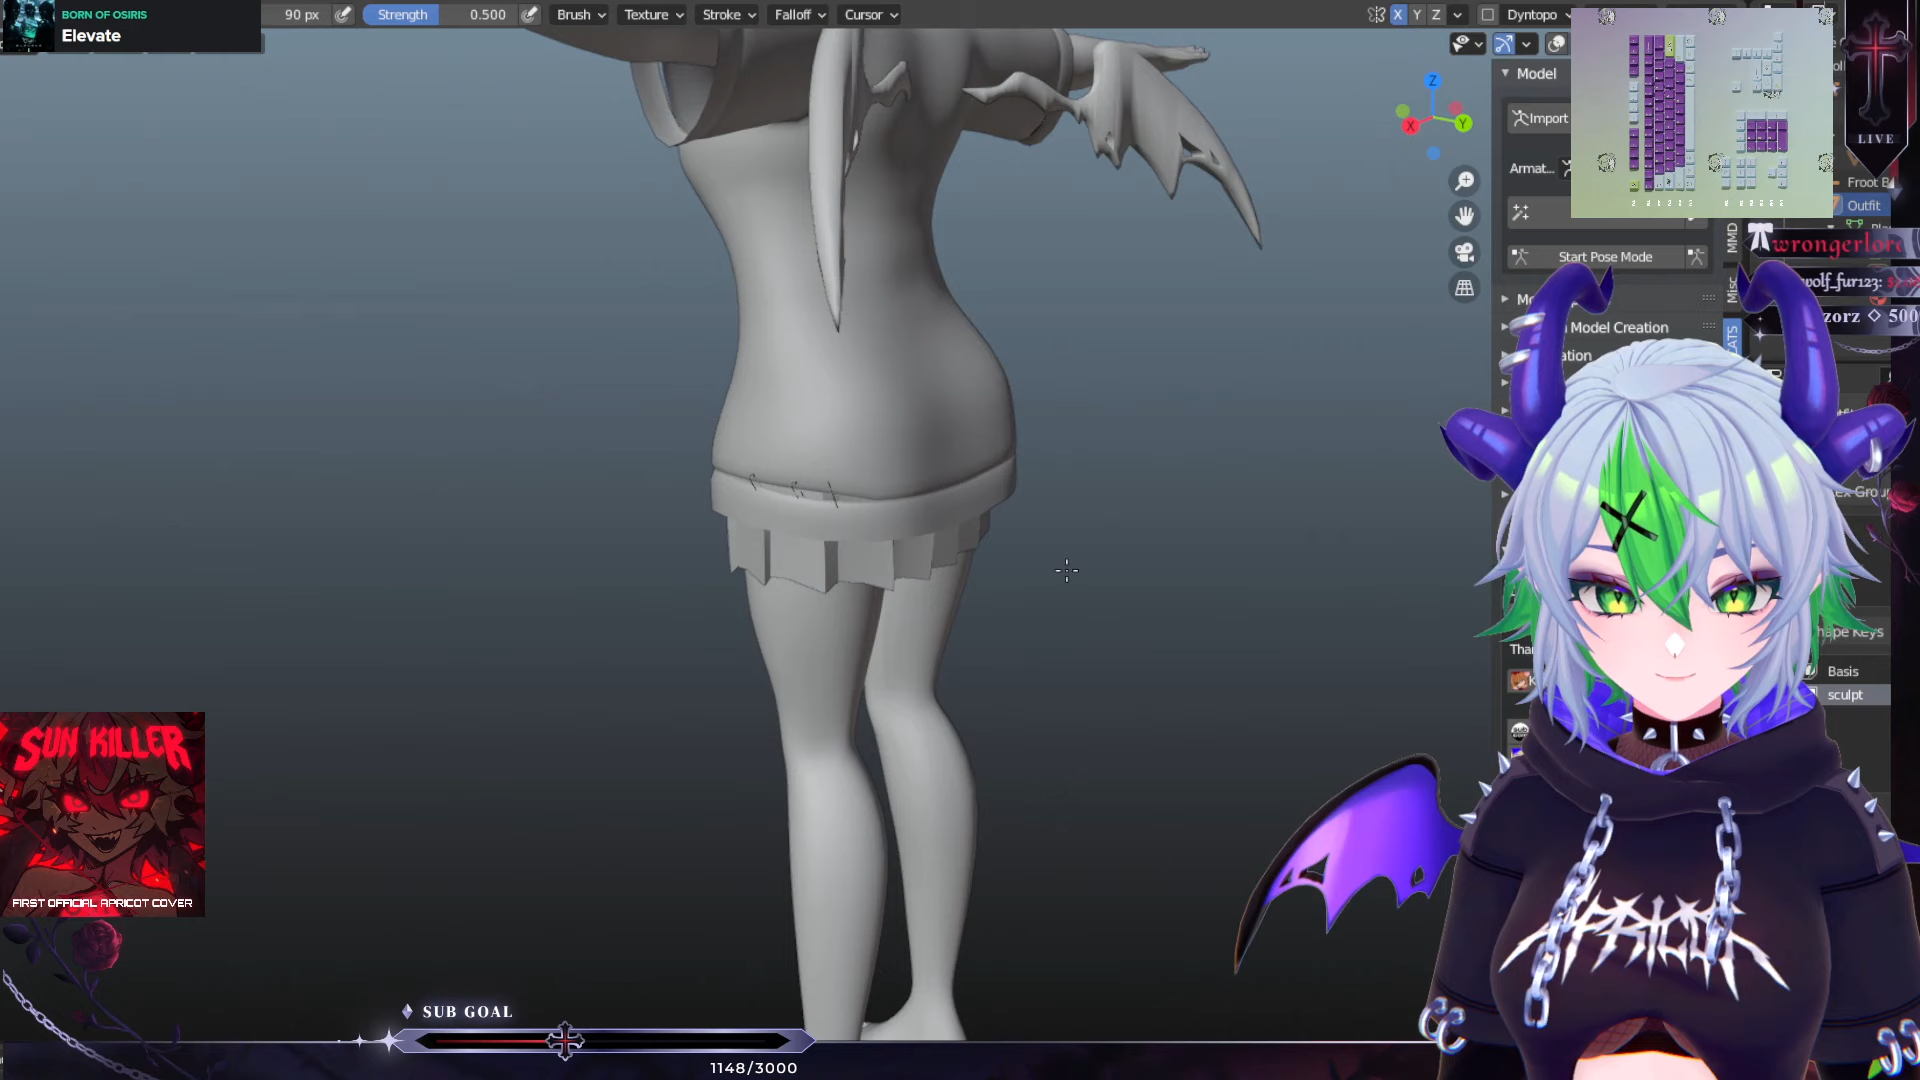 BORN OF OSIRIS
Elevate
90 px
Strength
0.500
Brush
Texture
Stroke
Falloff
Cursor
X
Y
Z
Dyntopo
Z
X
Y
Model
Import
Armat...
Start Pose Mode
Model Creation
MMD
Misc
Froot B
Outfit
LIVE
wrongerlore
wolf_fur123:
zorz ◇ 500
Basis
sculpt
SUN KILLER
FIRST OFFICIAL APRICOT COVER
APRICOT
SUB GOAL
1148/3000